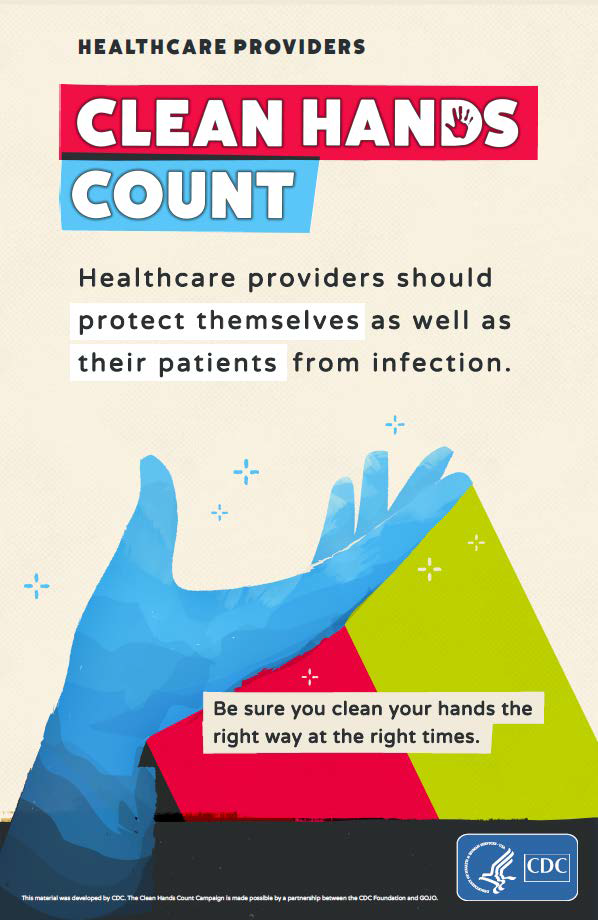 HEALTHCARE PROVIDERS
CLEAN HANDS
COUNT
Healthcare providers should
protect themselves as well as
their patients from infection.
Be sure you clean your hands the
right way at the right times.
CDC
This material was developed by CDC. The Clean Hands Count Campaign is made possible by a partnership between the CDC Foundation and GOJO.